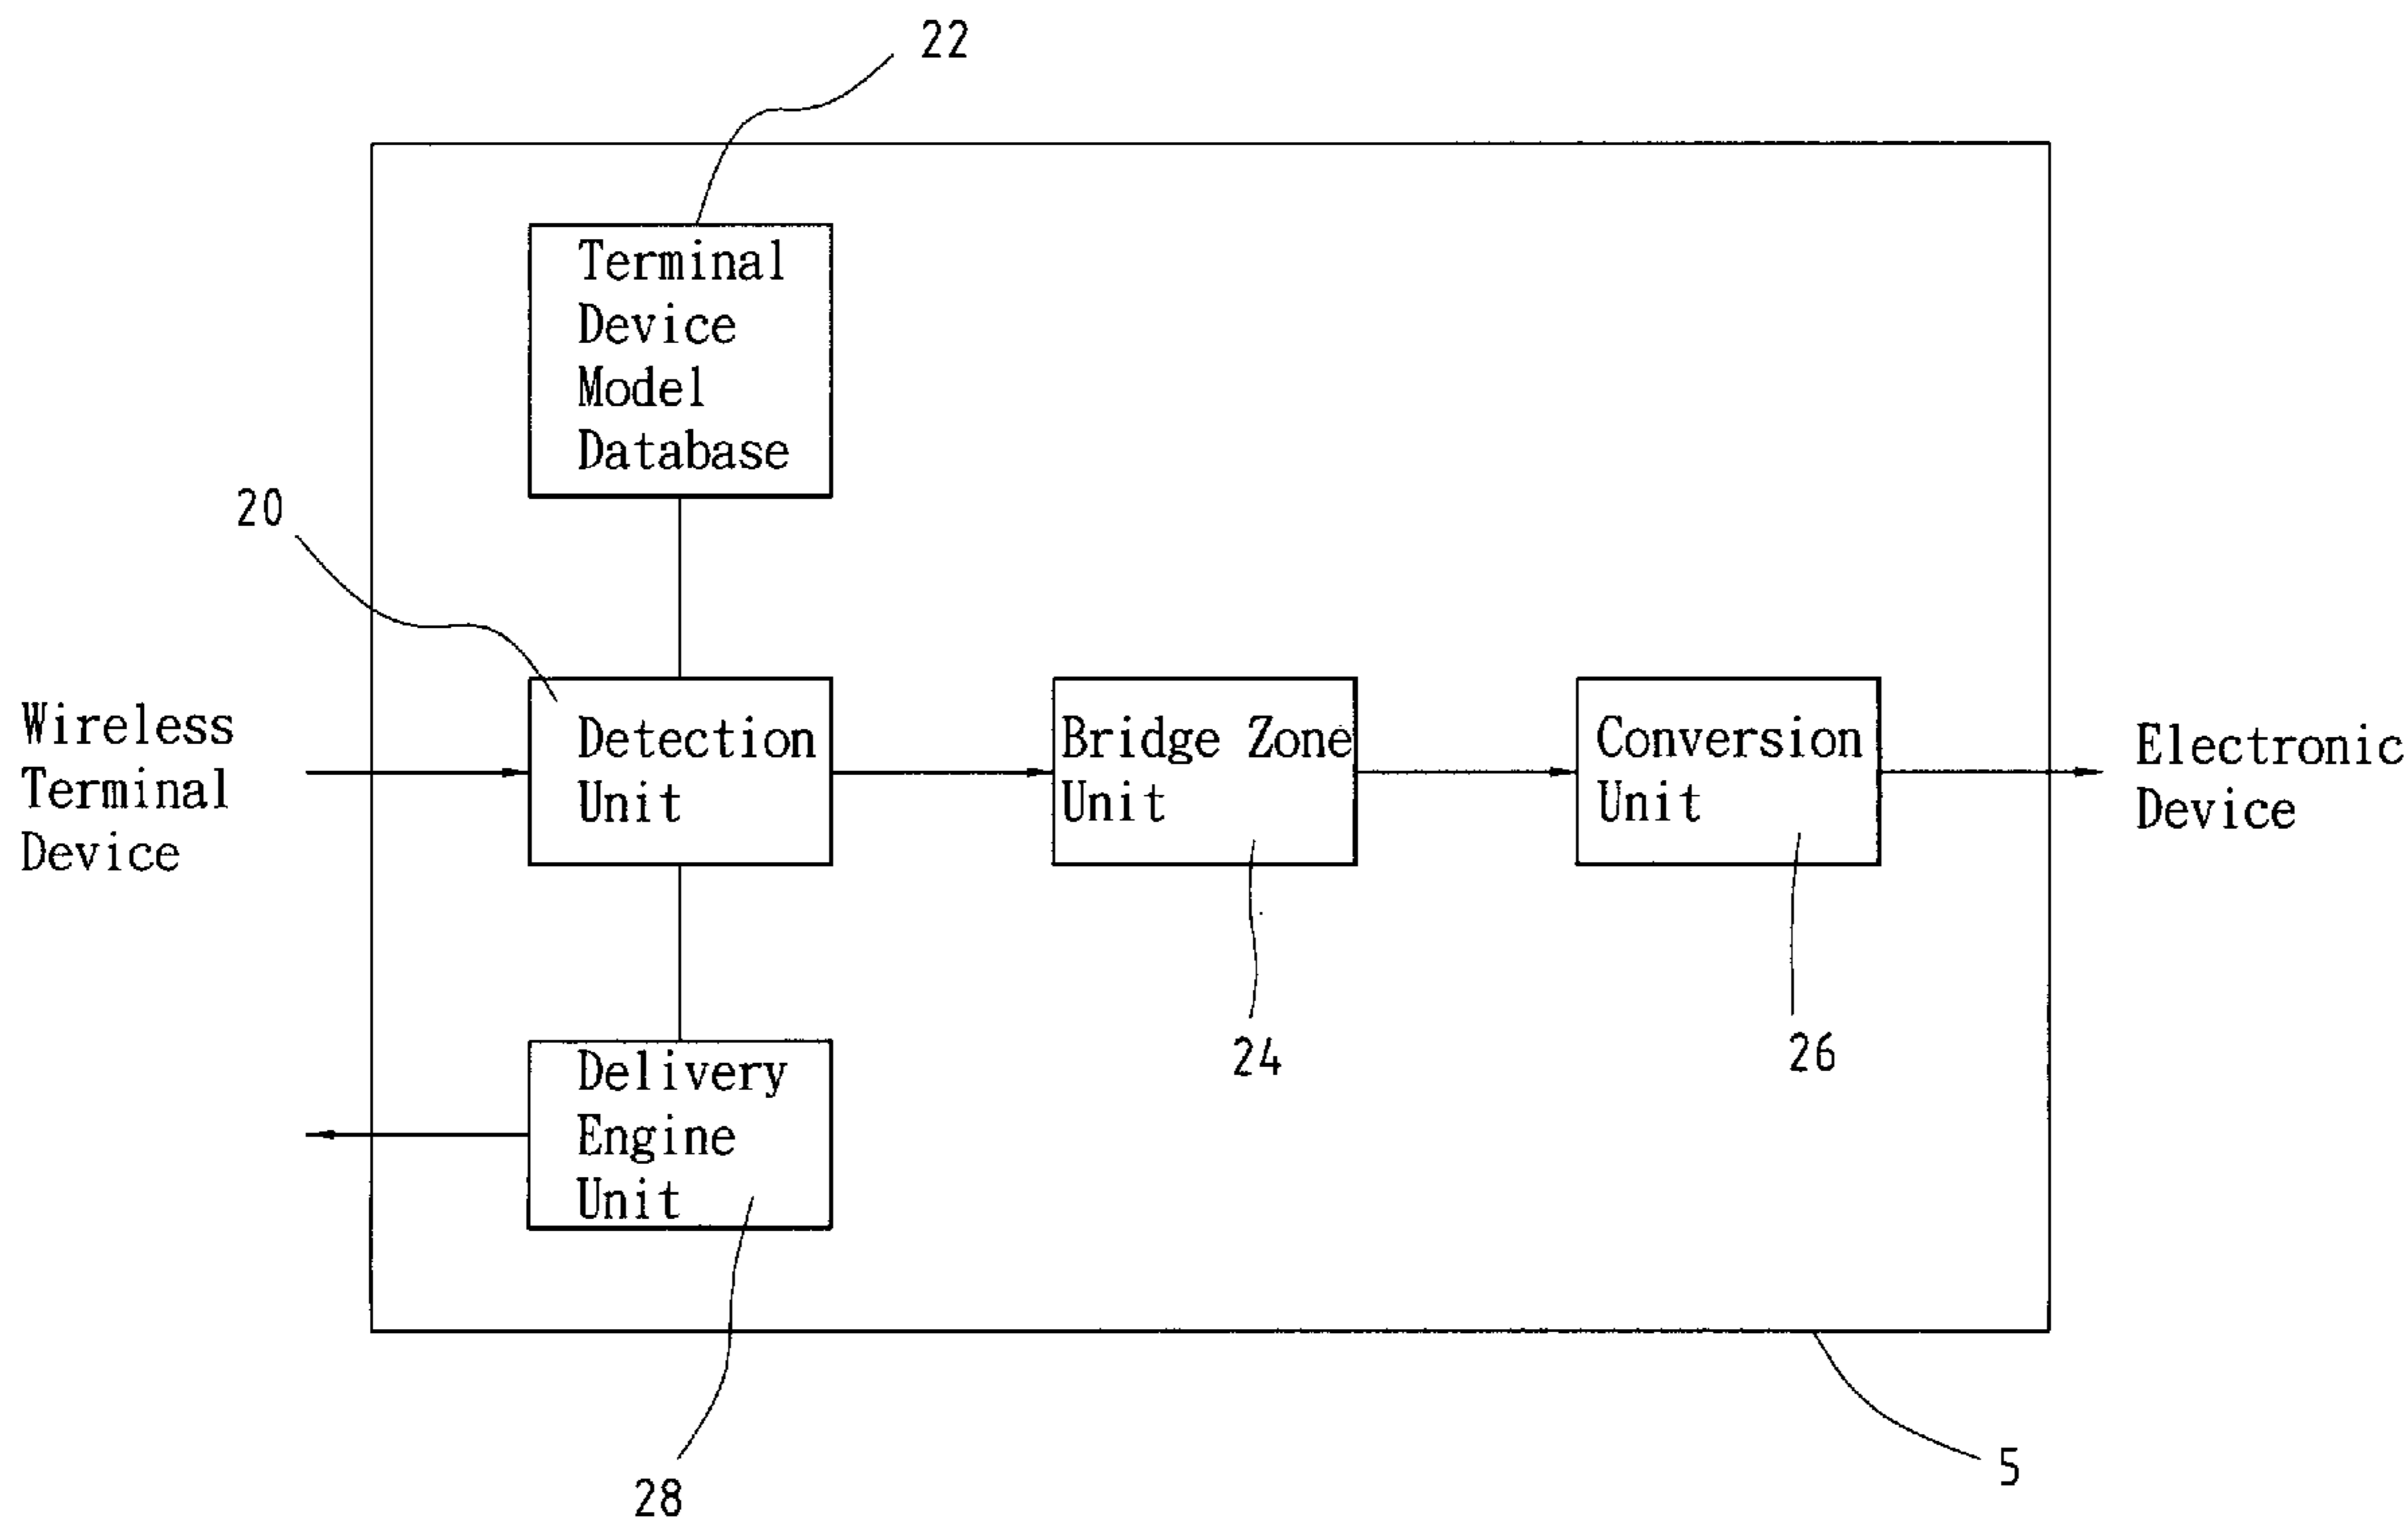 22
Terminal
Device
Model
Database
20
Wireless
Terminal
Device
Detection
Unit
Bridge Zone
Unit
Conversion
Unit
Electronic
Device
24
26
Delivery
Engine
Unit
28
5